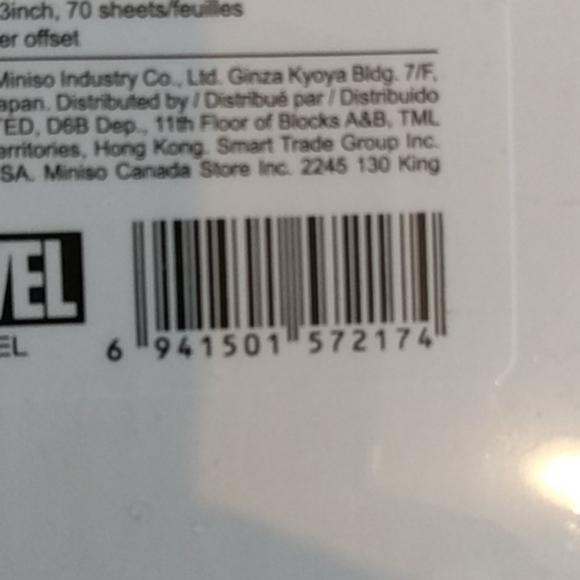 3inch, 70 sheets/feuilles
er offset
Miniso Industry Co., Ltd. Ginza Kyoya Bldg. 7/F,
apan. Distributed by / Distribué par / Distribuido
TED, D6B Dep., 11th Floor of Blocks A&B, TML
erritories, Hong Kong. Smart Trade Group Inc.
SA. Miniso Canada Store Inc. 2245 130 King
VEL
EL
6 941501 572174